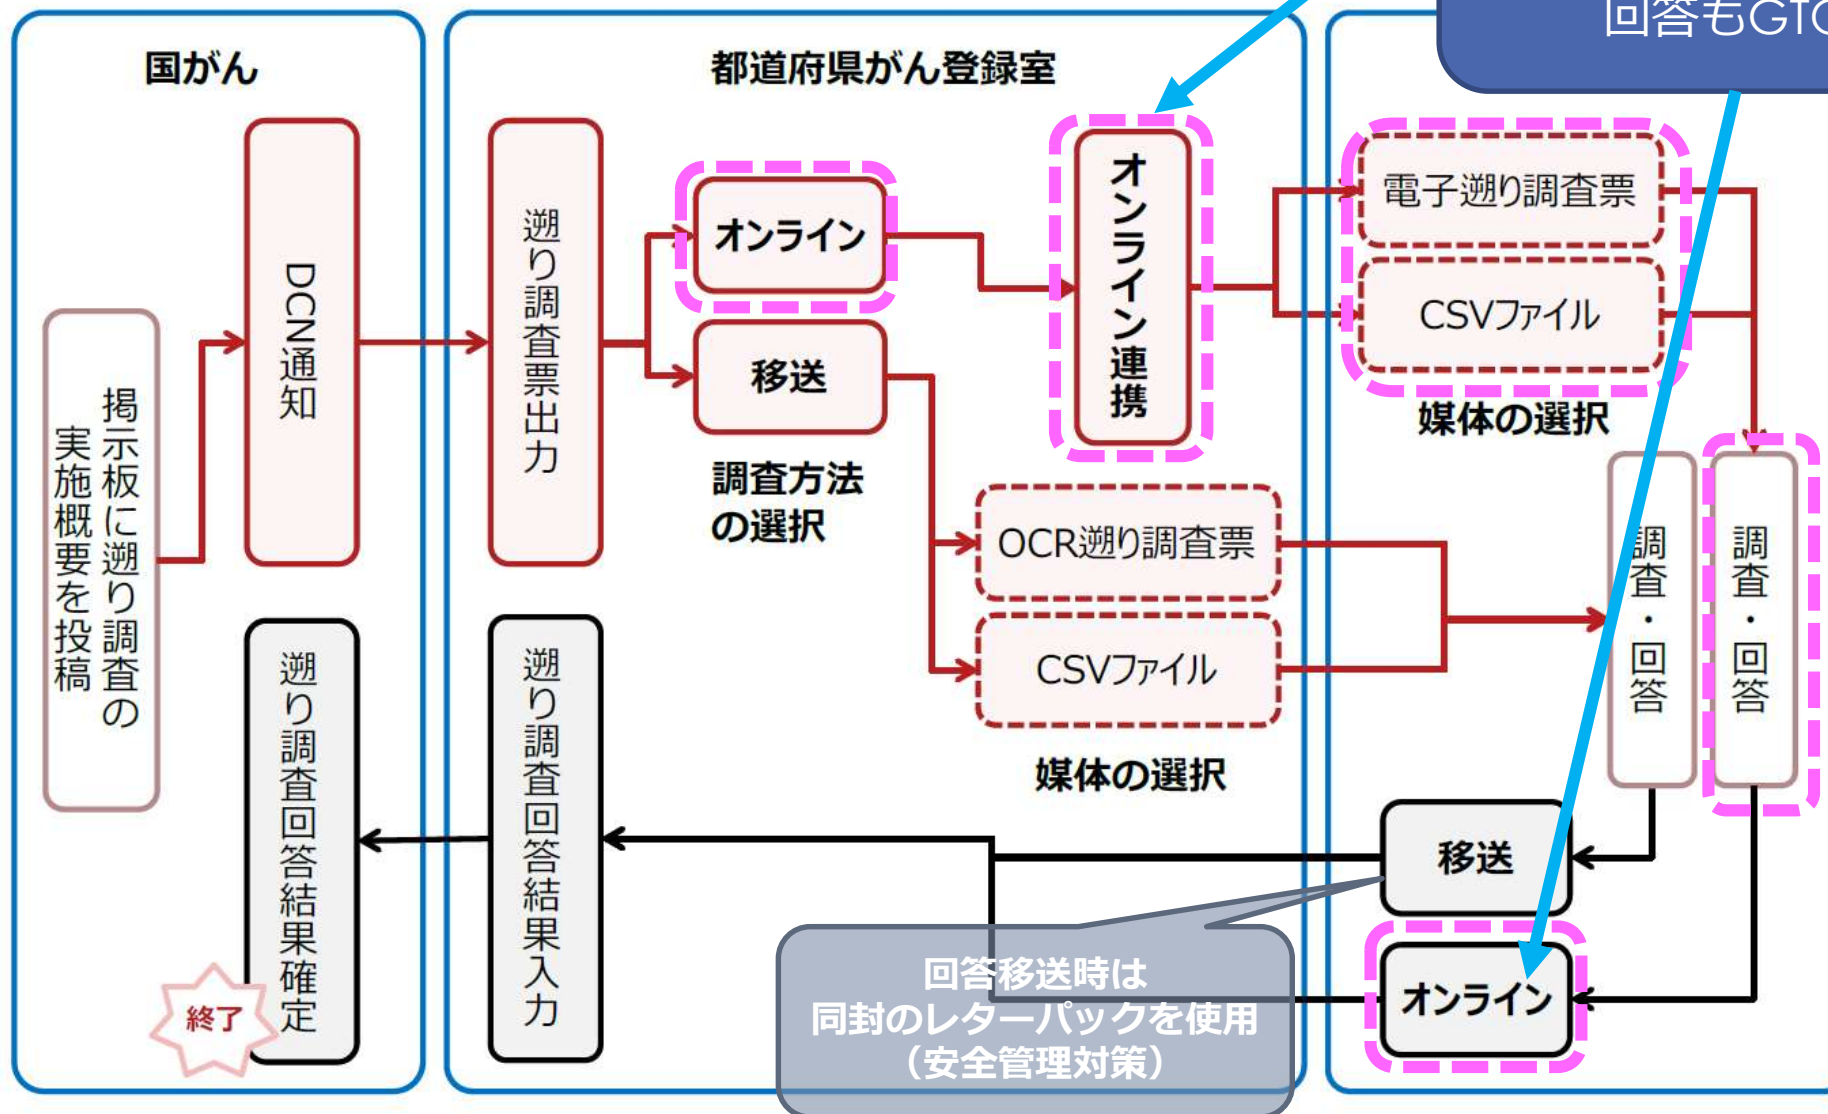 回答もGTO
国がん
都道府県がん登録室
掲示板に遡り調査の
実施概要を投稿
DCN通知
遡り調査票出力
オンライン
移送
調査方法
の選択
オンライン連携
電子遡り調査票
CSVファイル
媒体の選択
OCR遡り調査票
CSVファイル
媒体の選択
調査・回答
調査・回答
移送
オンライン
回答移送時は
同封のレターパックを使用
（安全管理対策）
遡り調査回答結果入力
遡り調査回答結果確定
終了